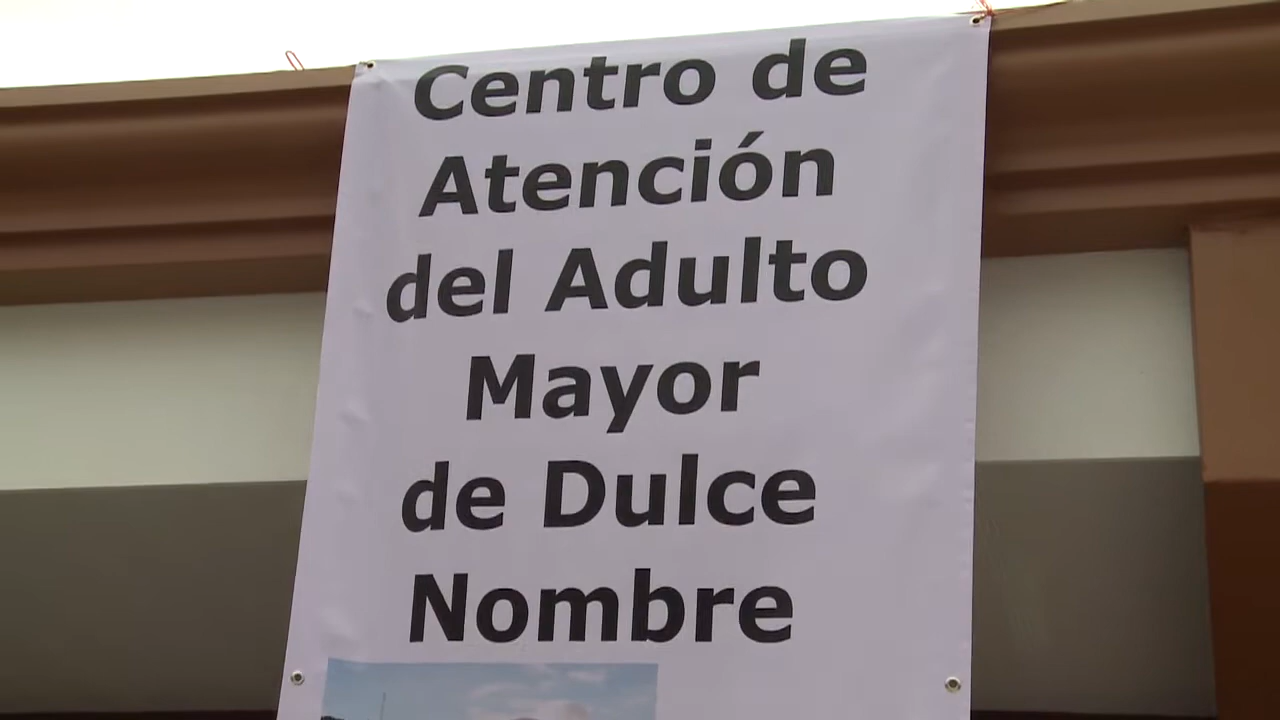 Centro de
Atención
del Adulto
Mayor
de Dulce
Nombre